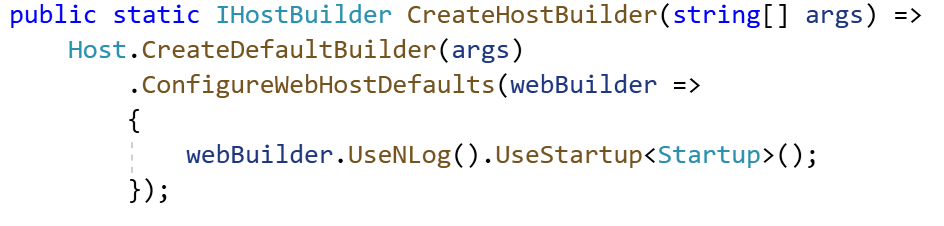 public static IHostBuilder CreateHostBuilder(string[] args) =>
Host.CreateDefaultBuilder(args)
.ConfigureWebHostDefaults(webBuilder =>
{
webBuilder.UseNLog().UseStartup<Startup>();
});